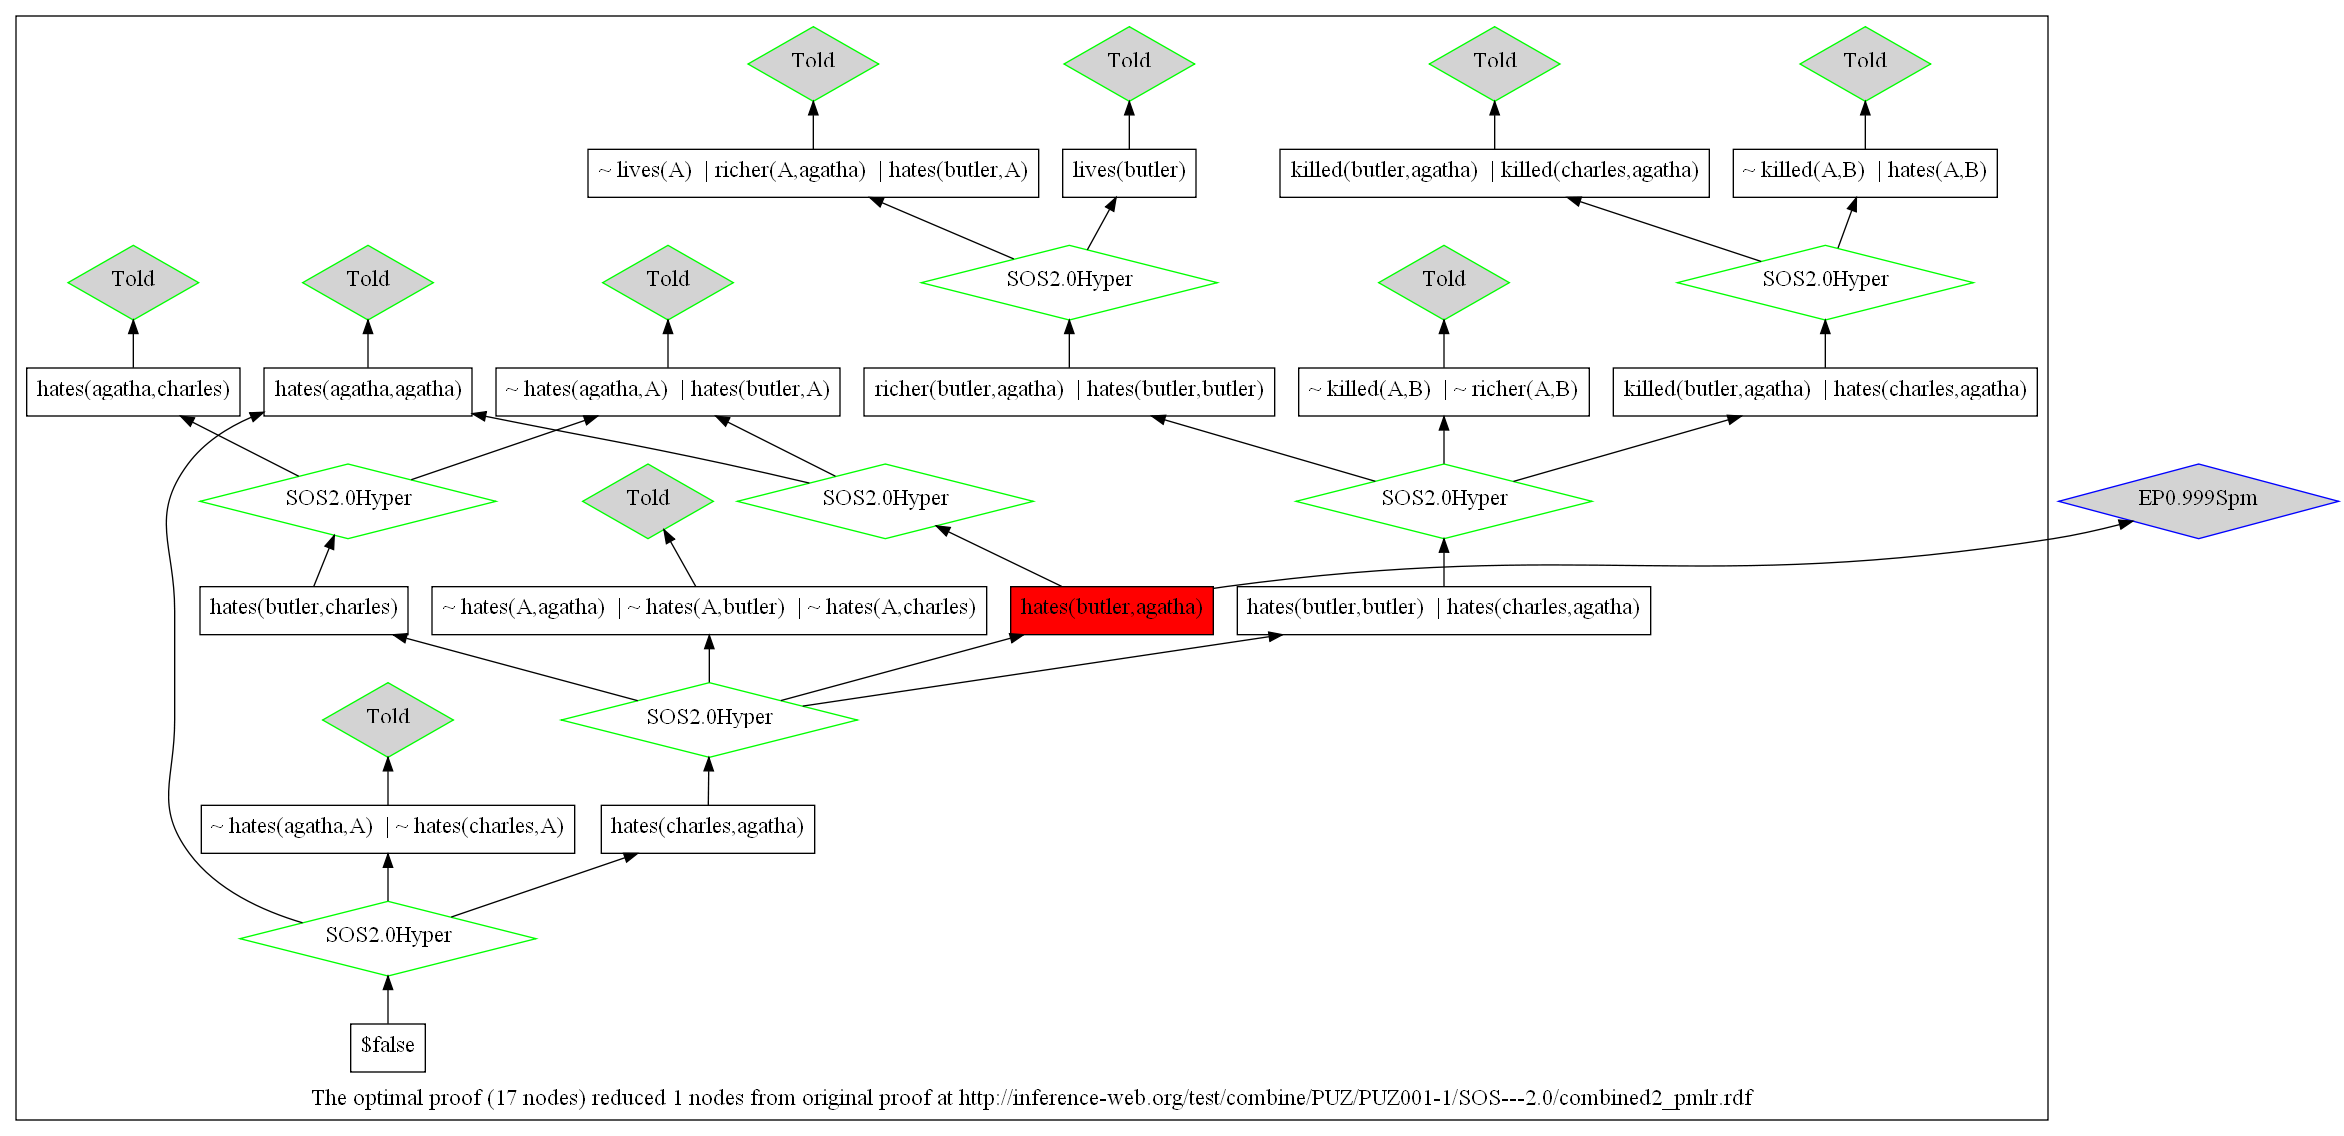 Told
Told
Told
Told
~ lives(A) | richer(A,agatha) | hates(butler,A)
lives(butler)
killed(butler,agatha) | killed(charles,agatha)
~ killed(A,B) | hates(A,B)
Told
Told
Told
SOS2.0Hyper
Told
SOS2.0Hyper
hates(agatha,charles)
hates(agatha,agatha)
~ hates(agatha,A) | hates(butler,A)
richer(butler,agatha) | hates(butler,butler)
~ killed(A,B) | ~ richer(A,B)
killed(butler,agatha) | hates(charles,agatha)
SOS2.0Hyper
Told
SOS2.0Hyper
SOS2.0Hyper
EP0.999Spm
hates(butler,charles)
~ hates(A,agatha) | ~ hates(A,butler) | ~ hates(A,charles)
hates(butler,agatha)
hates(butler,butler) | hates(charles,agatha)
Told
SOS2.0Hyper
~ hates(agatha,A) | ~ hates(charles,A)
hates(charles,agatha)
SOS2.0Hyper
$false
The optimal proof (17 nodes) reduced 1 nodes from original proof at http://inference-web.org/test/combine/PUZ/PUZ001-1/SOS---2.0/combined2_pmlr.rdf